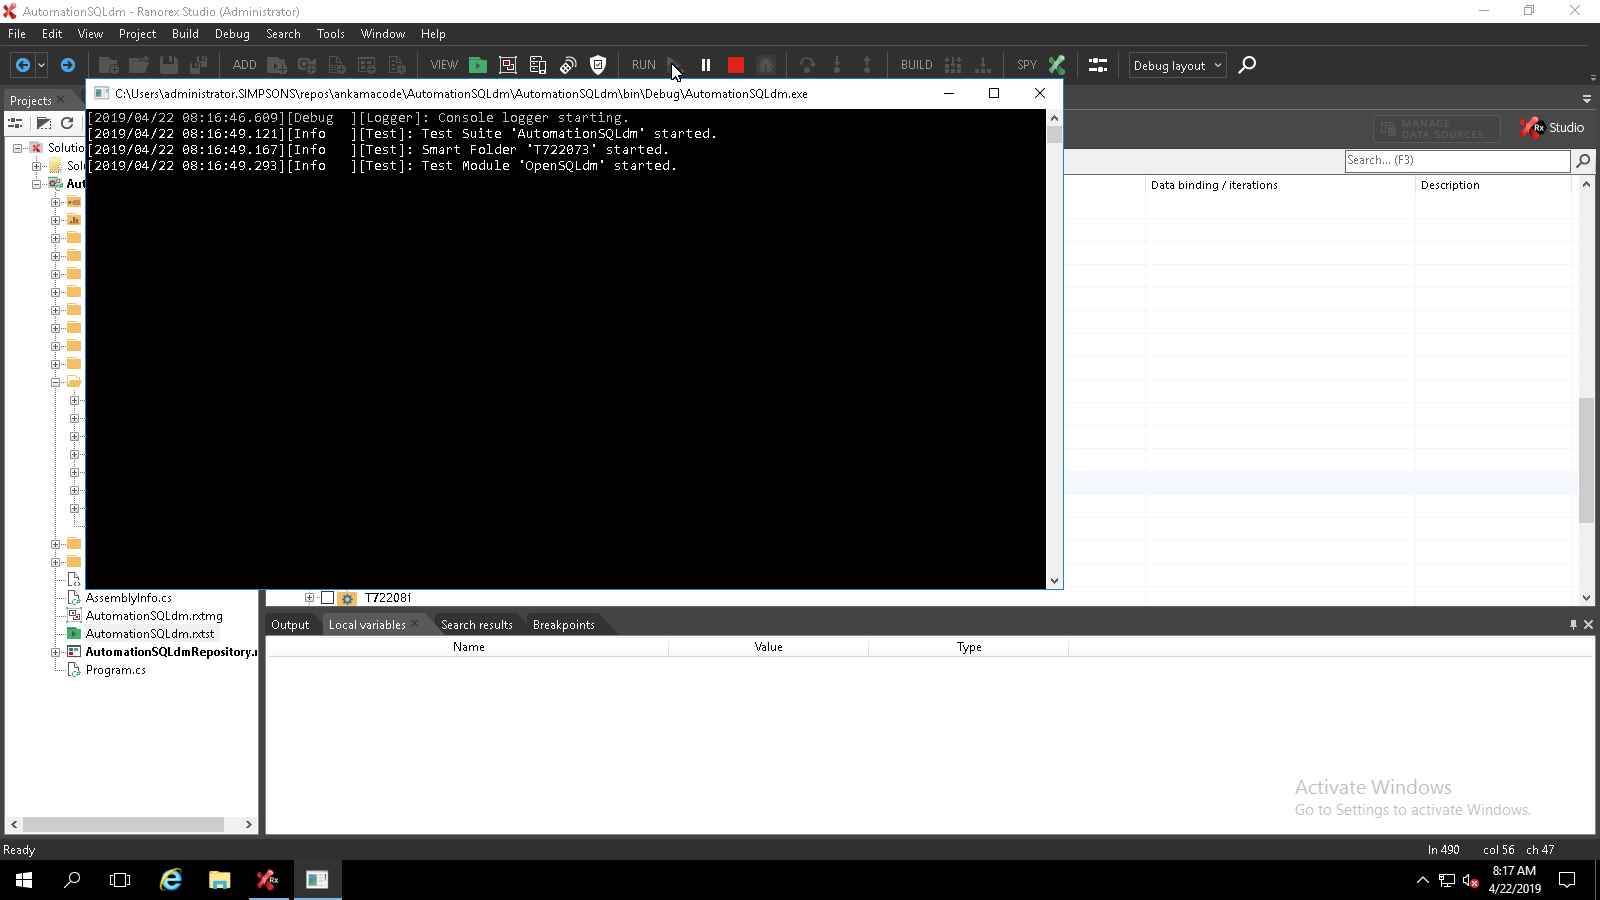 AutomationSQLdm - Ranorex Studio (Administrator)
File Edit View Project Build Debug Search Tools Window Help
ADD VIEW RUN BUILD SPY Debug layout
C:\Users\administrator.SIMPSONS\repos\ankamacode\AutomationSQLdm\AutomationSQLdm\bin\Debug\AutomationSQLdm.exe
Projects
[2019/04/22 08:16:46.609][Debug ][Logger]: Console logger starting.
[2019/04/22 08:16:49.121][Info ][Test]: Test Suite 'AutomationSQLdm' started.
[2019/04/22 08:16:49.167][Info ][Test]: Smart Folder 'T722073' started.
[2019/04/22 08:16:49.293][Info ][Test]: Test Module 'OpenSQLdm' started.
MANAGE
DATA SOURCES
Rx Studio
Search... (F3)
Data binding / iterations Description
Solutio
Sol
Aut
AssemblyInfo.cs
AutomationSQLdm.rxtmg
AutomationSQLdm.rxtst
AutomationSQLdmRepository.
Program.cs
T722081
Output Local variables Search results Breakpoints
Name Value Type
Activate Windows
Go to Settings to activate Windows.
Ready
ln 490 col 56 ch 47
8:17 AM
4/22/2019